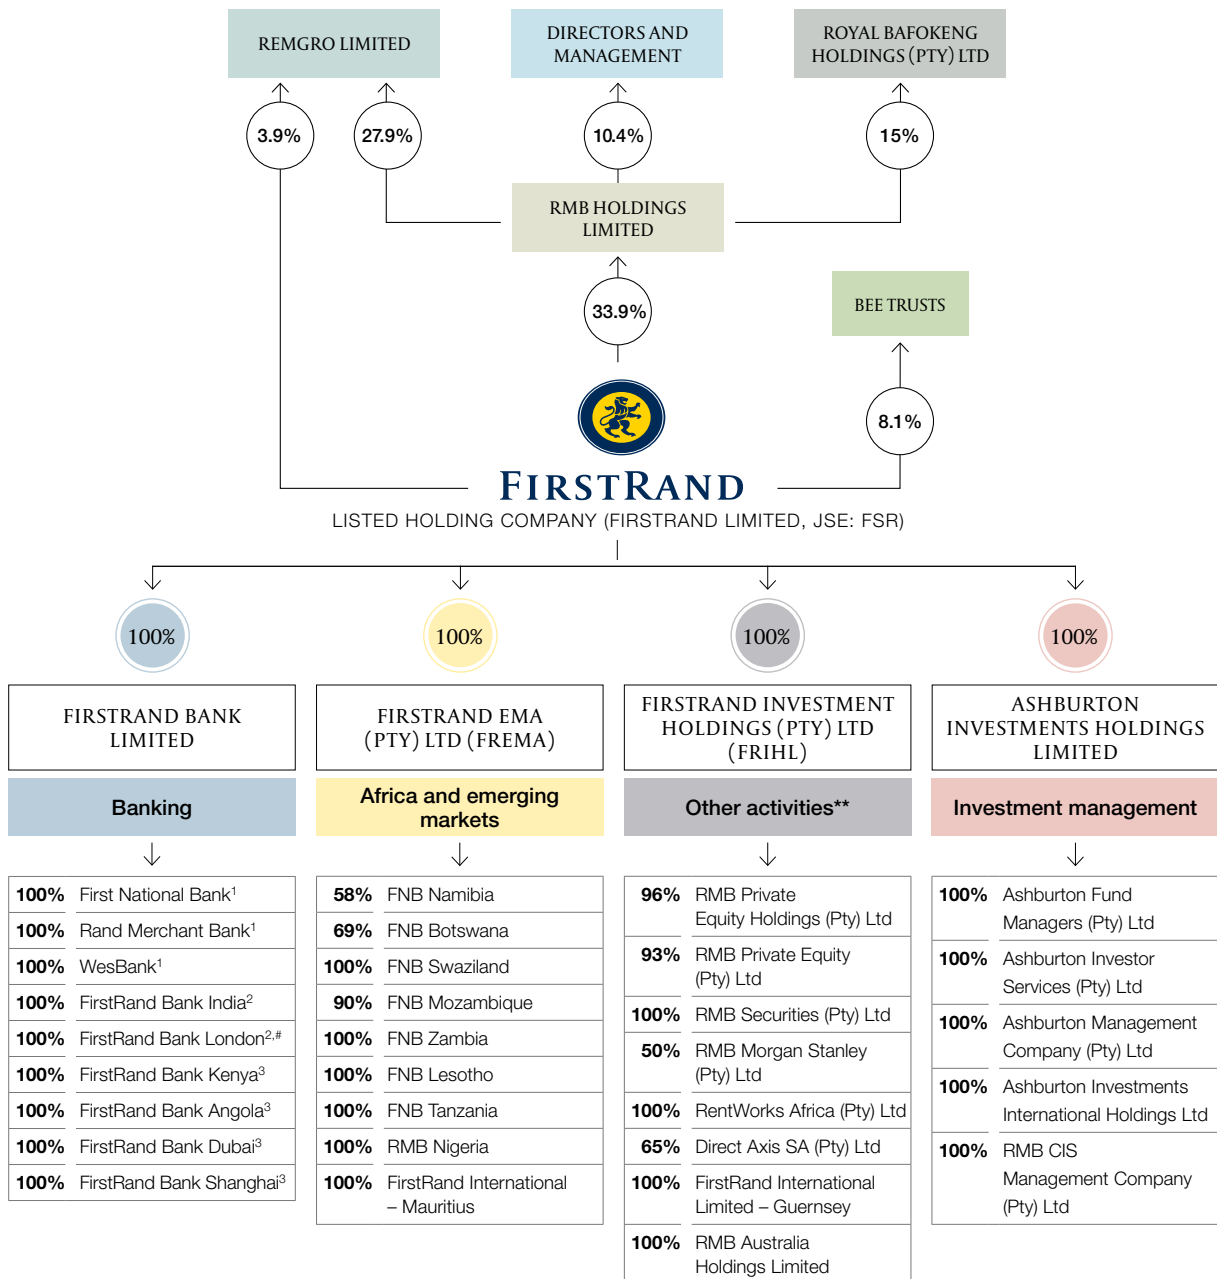 REMGRO LIMITED
DIRECTORS AND
MANAGEMENT
ROYAL BAFOKENG
HOLDINGS (PTY) LTD
3.9%
27.9%
10.4%
15%
RMB HOLDINGS
LIMITED
33.9%
BEE TRUSTS
8.1%
FIRSTRAND
LISTED HOLDING COMPANY (FIRSTRAND LIMITED, JSE: FSR)
100%
100%
100%
100%
FIRSTRAND BANK
LIMITED
FIRSTRAND EMA
(PTY) LTD (FREMA)
FIRSTRAND INVESTMENT
HOLDINGS (PTY) LTD
(FRIHL)
ASHBURTON
INVESTMENTS HOLDINGS
LIMITED
Banking
Africa and emerging
markets
Other activities**
Investment management
100% First National Bank¹
100% Rand Merchant Bank¹
100% WesBank¹
100% FirstRand Bank India²
100% FirstRand Bank London²,#
100% FirstRand Bank Kenya³
100% FirstRand Bank Angola³
100% FirstRand Bank Dubai³
100% FirstRand Bank Shanghai³
58% FNB Namibia
69% FNB Botswana
100% FNB Swaziland
90% FNB Mozambique
100% FNB Zambia
100% FNB Lesotho
100% FNB Tanzania
100% RMB Nigeria
100% FirstRand International
– Mauritius
96% RMB Private
Equity Holdings (Pty) Ltd
93% RMB Private Equity
(Pty) Ltd
100% RMB Securities (Pty) Ltd
50% RMB Morgan Stanley
(Pty) Ltd
100% RentWorks Africa (Pty) Ltd
65% Direct Axis SA (Pty) Ltd
100% FirstRand International
Limited – Guernsey
100% RMB Australia
Holdings Limited
100% Ashburton Fund
Managers (Pty) Ltd
100% Ashburton Investor
Services (Pty) Ltd
100% Ashburton Management
Company (Pty) Ltd
100% Ashburton Investments
International Holdings Ltd
100% RMB CIS
Management Company
(Pty) Ltd